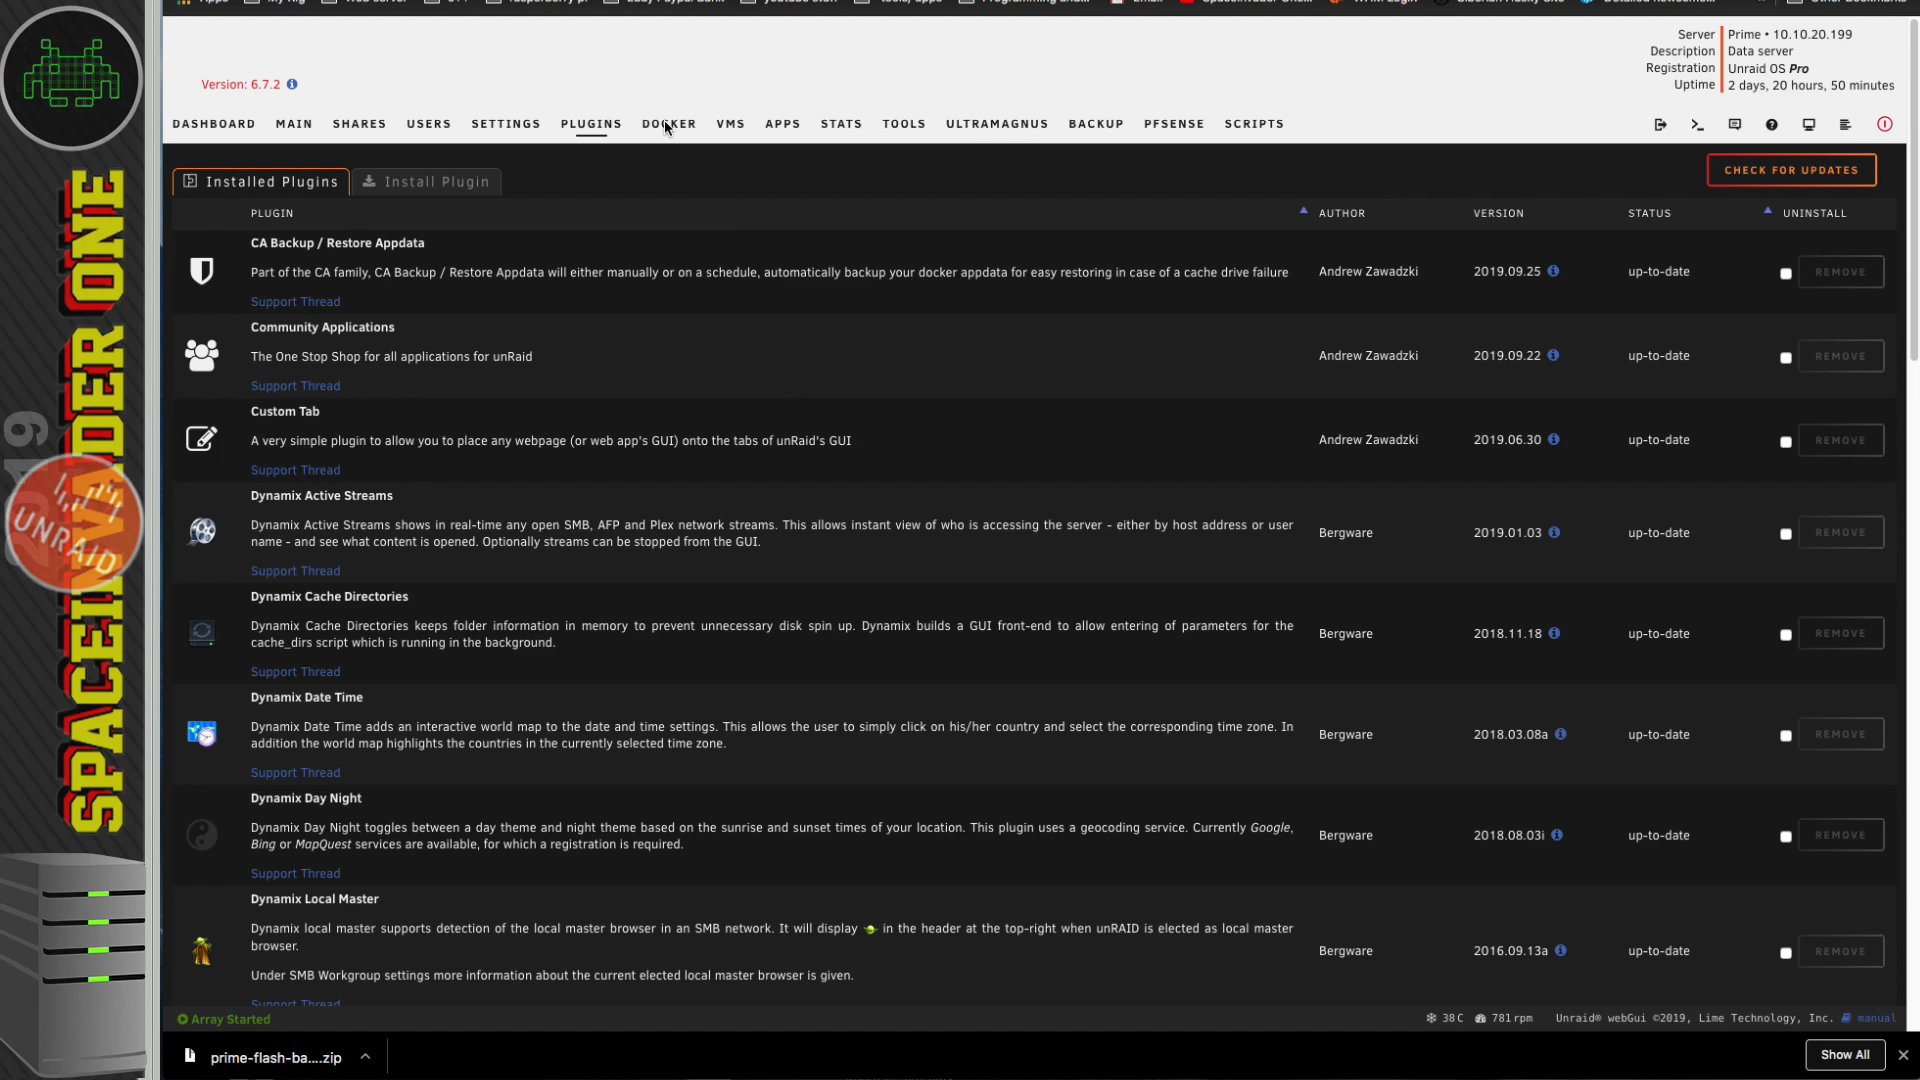 Version: 6.7.2
Server Prime • 10.10.20.199
Description Data server
Registration Unraid OS Pro
Uptime 2 days, 20 hours, 50 minutes
DASHBOARD MAIN SHARES USERS SETTINGS PLUGINS DOCKER VMS APPS STATS TOOLS ULTRAMAGNUS BACKUP PFSENSE SCRIPTS
Installed Plugins Install Plugin
CHECK FOR UPDATES
PLUGIN AUTHOR VERSION STATUS UNINSTALL
CA Backup / Restore Appdata
Part of the CA family, CA Backup / Restore Appdata will either manually or on a schedule, automatically backup your docker appdata for easy restoring in case of a cache drive failure
Support Thread
Andrew Zawadzki 2019.09.25 up-to-date REMOVE
Community Applications
The One Stop Shop for all applications for unRaid
Support Thread
Andrew Zawadzki 2019.09.22 up-to-date REMOVE
Custom Tab
A very simple plugin to allow you to place any webpage (or web app's GUI) onto the tabs of unRaid's GUI
Support Thread
Andrew Zawadzki 2019.06.30 up-to-date REMOVE
Dynamix Active Streams
Dynamix Active Streams shows in real-time any open SMB, AFP and Plex network streams. This allows instant view of who is accessing the server - either by host address or user
name - and see what content is opened. Optionally streams can be stopped from the GUI.
Support Thread
Bergware 2019.01.03 up-to-date REMOVE
Dynamix Cache Directories
Dynamix Cache Directories keeps folder information in memory to prevent unnecessary disk spin up. Dynamix builds a GUI front-end to allow entering of parameters for the
cache_dirs script which is running in the background.
Support Thread
Bergware 2018.11.18 up-to-date REMOVE
Dynamix Date Time
Dynamix Date Time adds an interactive world map to the date and time settings. This allows the user to simply click on his/her country and select the corresponding time zone. In
addition the world map highlights the countries in the currently selected time zone.
Support Thread
Bergware 2018.03.08a up-to-date REMOVE
Dynamix Day Night
Dynamix Day Night toggles between a day theme and night theme based on the sunrise and sunset times of your location. This plugin uses a geocoding service. Currently Google,
Bing or MapQuest services are available, for which a registration is required.
Support Thread
Bergware 2018.08.03i up-to-date REMOVE
Dynamix Local Master
Dynamix local master supports detection of the local master browser in an SMB network. It will display in the header at the top-right when unRAID is elected as local master
browser.
Under SMB Workgroup settings more information about the current elected local master browser is given.
Support Thread
Bergware 2016.09.13a up-to-date REMOVE
Array Started
38 C 781 rpm Unraid® webGui ©2019, Lime Technology, Inc. manual
prime-flash-ba....zip
Show All
SPACEINVADER ONE
2019
UNRAID